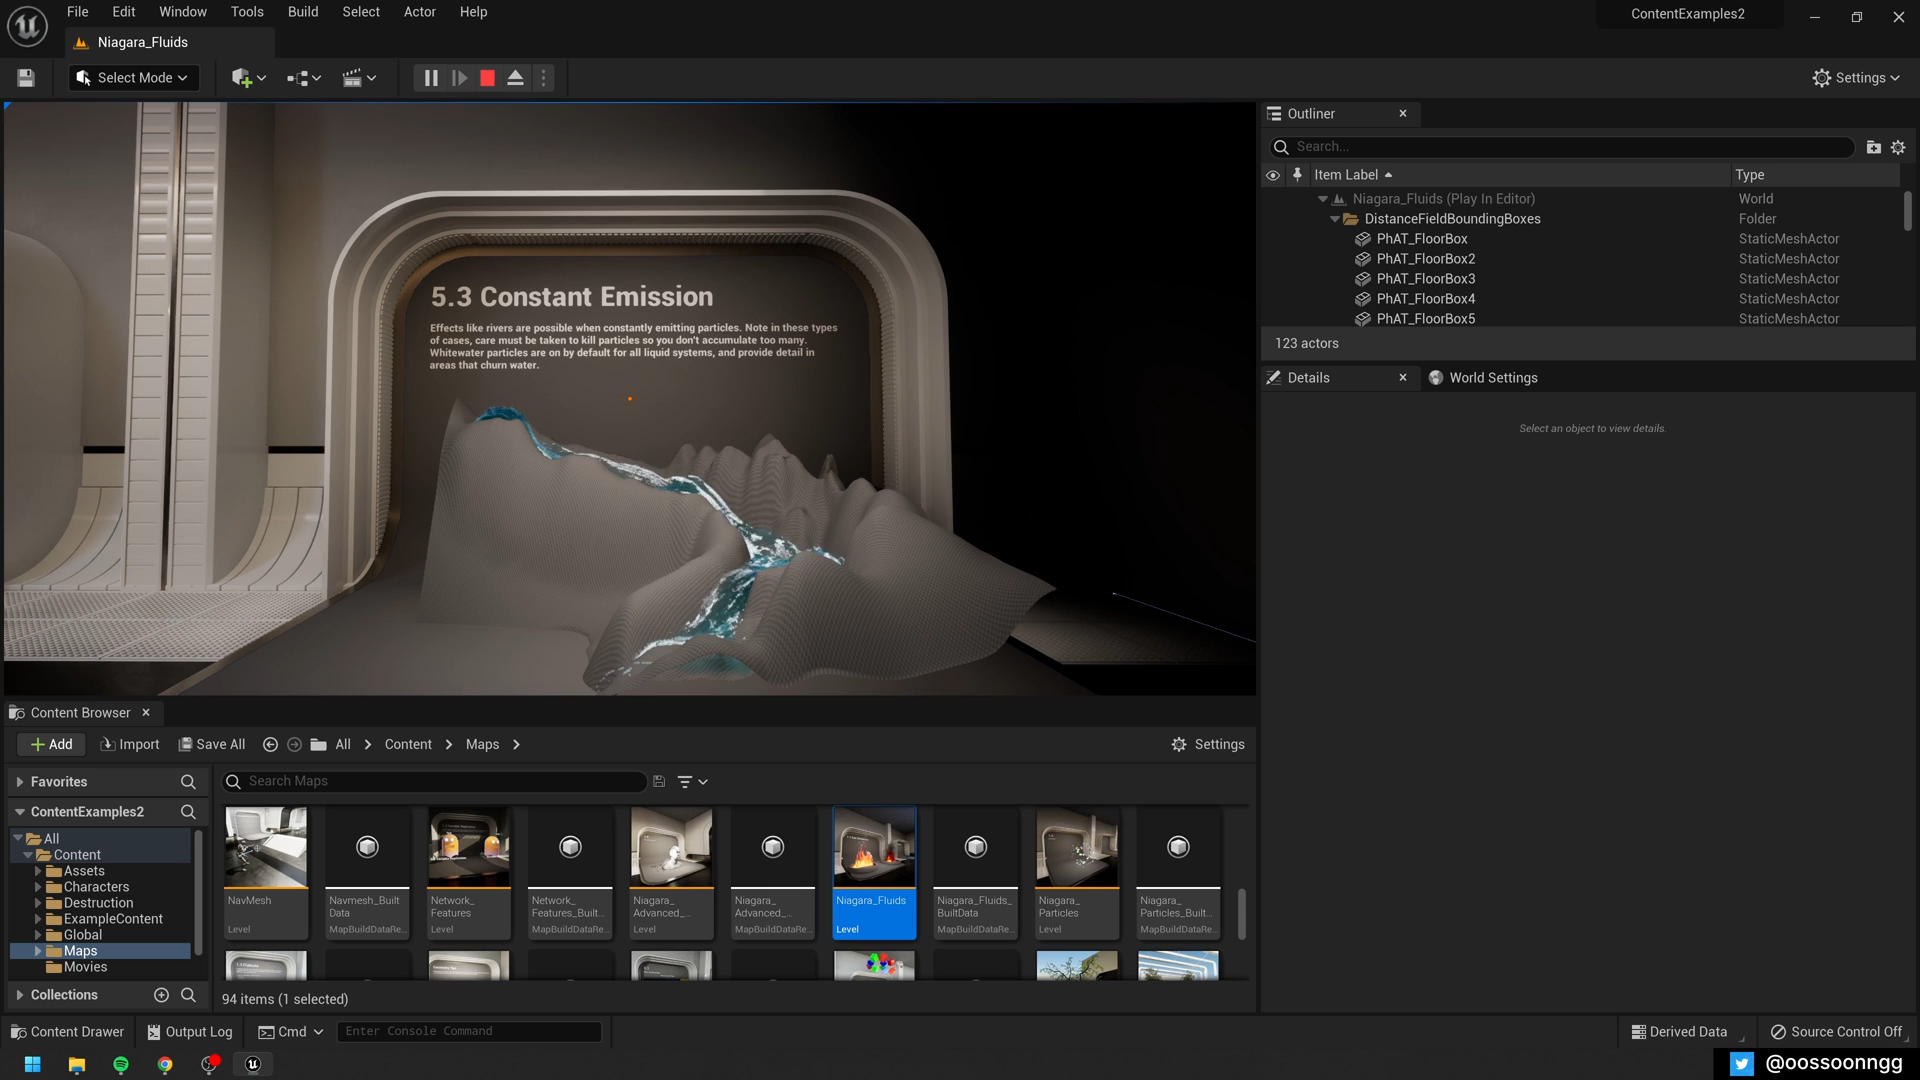 File Edit Window Tools Build Select Actor Help
ContentExamples2
Niagara_Fluids
Select Mode
Settings
5.3 Constant Emission
Effects like rivers are possible when constantly emitting particles. Note in these types
of cases, care must be taken to kill particles so you don't accumulate too many.
Whitewater particles are on by default for all liquid systems, and provide detail in
areas that churn water.
Outliner
Search...
Item Label Type
Niagara_Fluids (Play In Editor) World
DistanceFieldBoundingBoxes Folder
PhAT_FloorBox StaticMeshActor
PhAT_FloorBox2 StaticMeshActor
PhAT_FloorBox3 StaticMeshActor
PhAT_FloorBox4 StaticMeshActor
PhAT_FloorBox5 StaticMeshActor
123 actors
Details
World Settings
Select an object to view details.
Content Browser
Add Import Save All All Content Maps
Settings
Favorites
ContentExamples2
All
Content
Assets
Characters
Destruction
ExampleContent
Global
Maps
Movies
Collections
Search Maps
NavMesh
Level
Navmesh_Built
Data
MapBuildDataRe...
Network_
Features
Level
Network_
Features_Built...
MapBuildDataRe...
Niagara_
Advanced_...
Level
Niagara_
Advanced_...
MapBuildDataRe...
Niagara_Fluids
Level
Niagara_Fluids_
BuiltData
MapBuildDataRe...
Niagara_
Particles
Level
Niagara_
Particles_Built...
MapBuildDataRe...
94 items (1 selected)
Content Drawer Output Log Cmd Enter Console Command
Derived Data Source Control Off
@oossoonngg